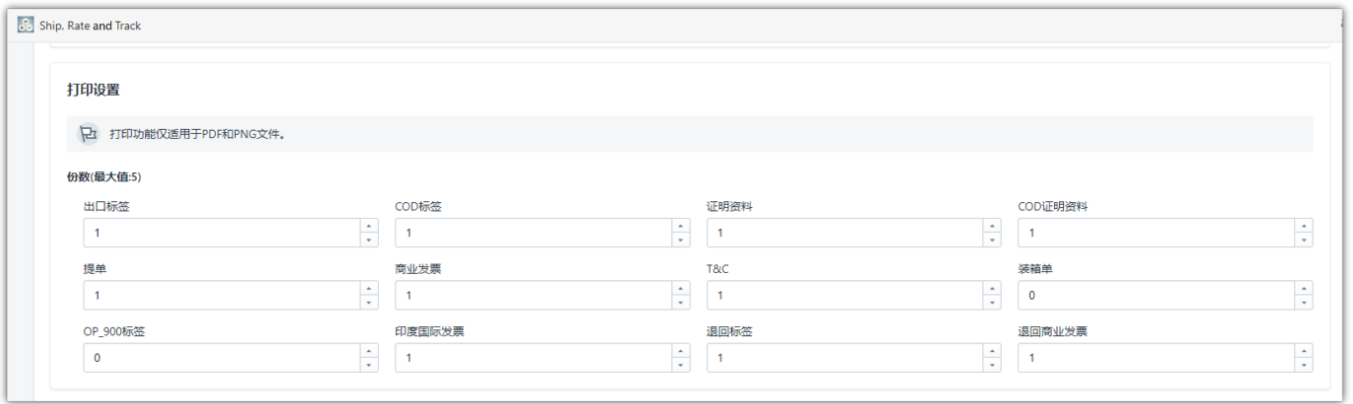 Ship, Rate and Track
打印设置
打印功能仅适用于PDF和PNG文件。
份数(最大值:5)
出口标签 COD标签 证明资料 COD证明资料
1 1 1 1
提单 商业发票 T&C 装箱单
1 1 1 0
OP_900标签 印度国际发票 退回标签 退回商业发票
0 1 1 1